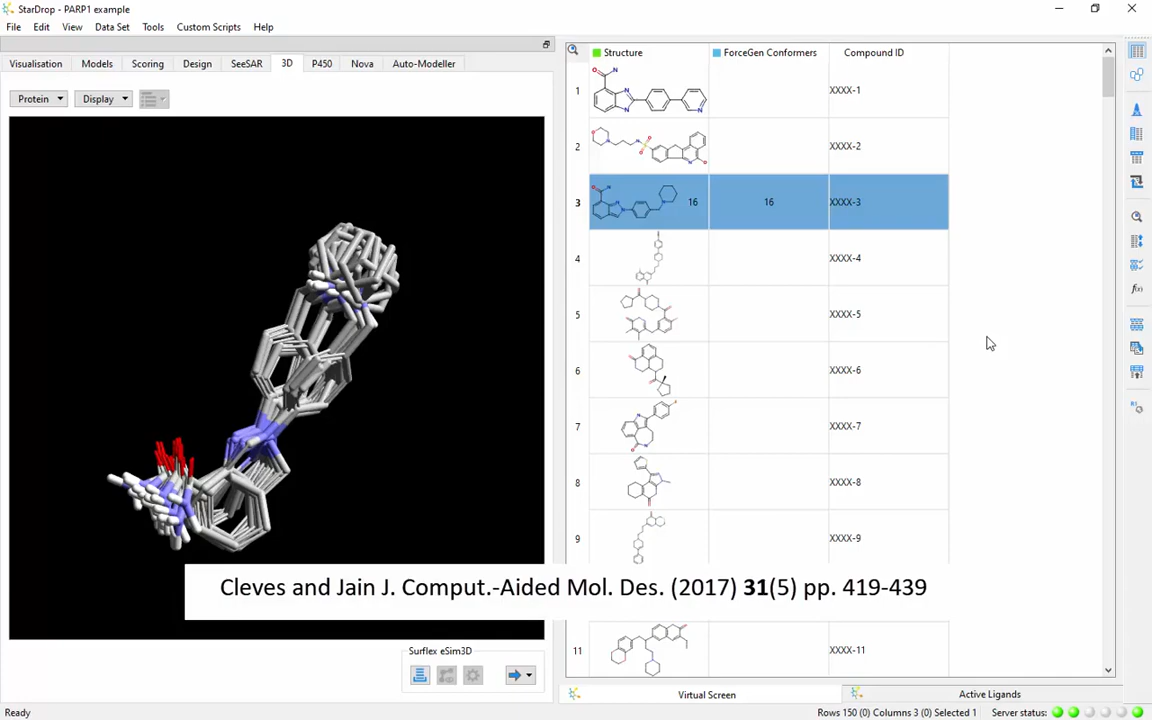 StarDrop - PARP1 example
File Edit View Data Set Tools Custom Scripts Help
Visualisation Models Scoring Design SeeSAR 3D P450 Nova Auto-Modeller
Protein Display
Structure ForceGen Conformers Compound ID
1 XXXX-1
2 XXXX-2
3 16 16 XXXX-3
4 XXXX-4
5 XXXX-5
6 XXXX-6
7 XXXX-7
8 XXXX-8
9 XXXX-9
Cleves and Jain J. Comput.-Aided Mol. Des. (2017) 31(5) pp. 419-439
11 XXXX-11
Surflex eSim3D
Virtual Screen Active Ligands
Ready Rows 150 (0) Columns 3 (0) Selected 1 Server status: